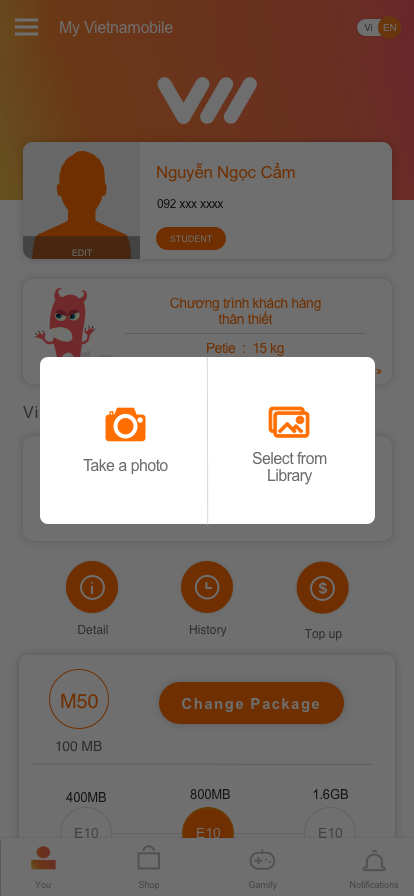 My Vietnamobile
Vi EN
Nguyễn Ngọc Cẩm
092 xxx xxxx
EDIT
STUDENT
Chương trình khách hàng
thân thiết
Petie : 15 kg
»
Vi
Take a photo
Select from
Library
Detail
History
Top up
M50
Change Package
100 MB
400MB
800MB
1.6GB
E10
E10
E10
You
Shop
Gamify
Notifications